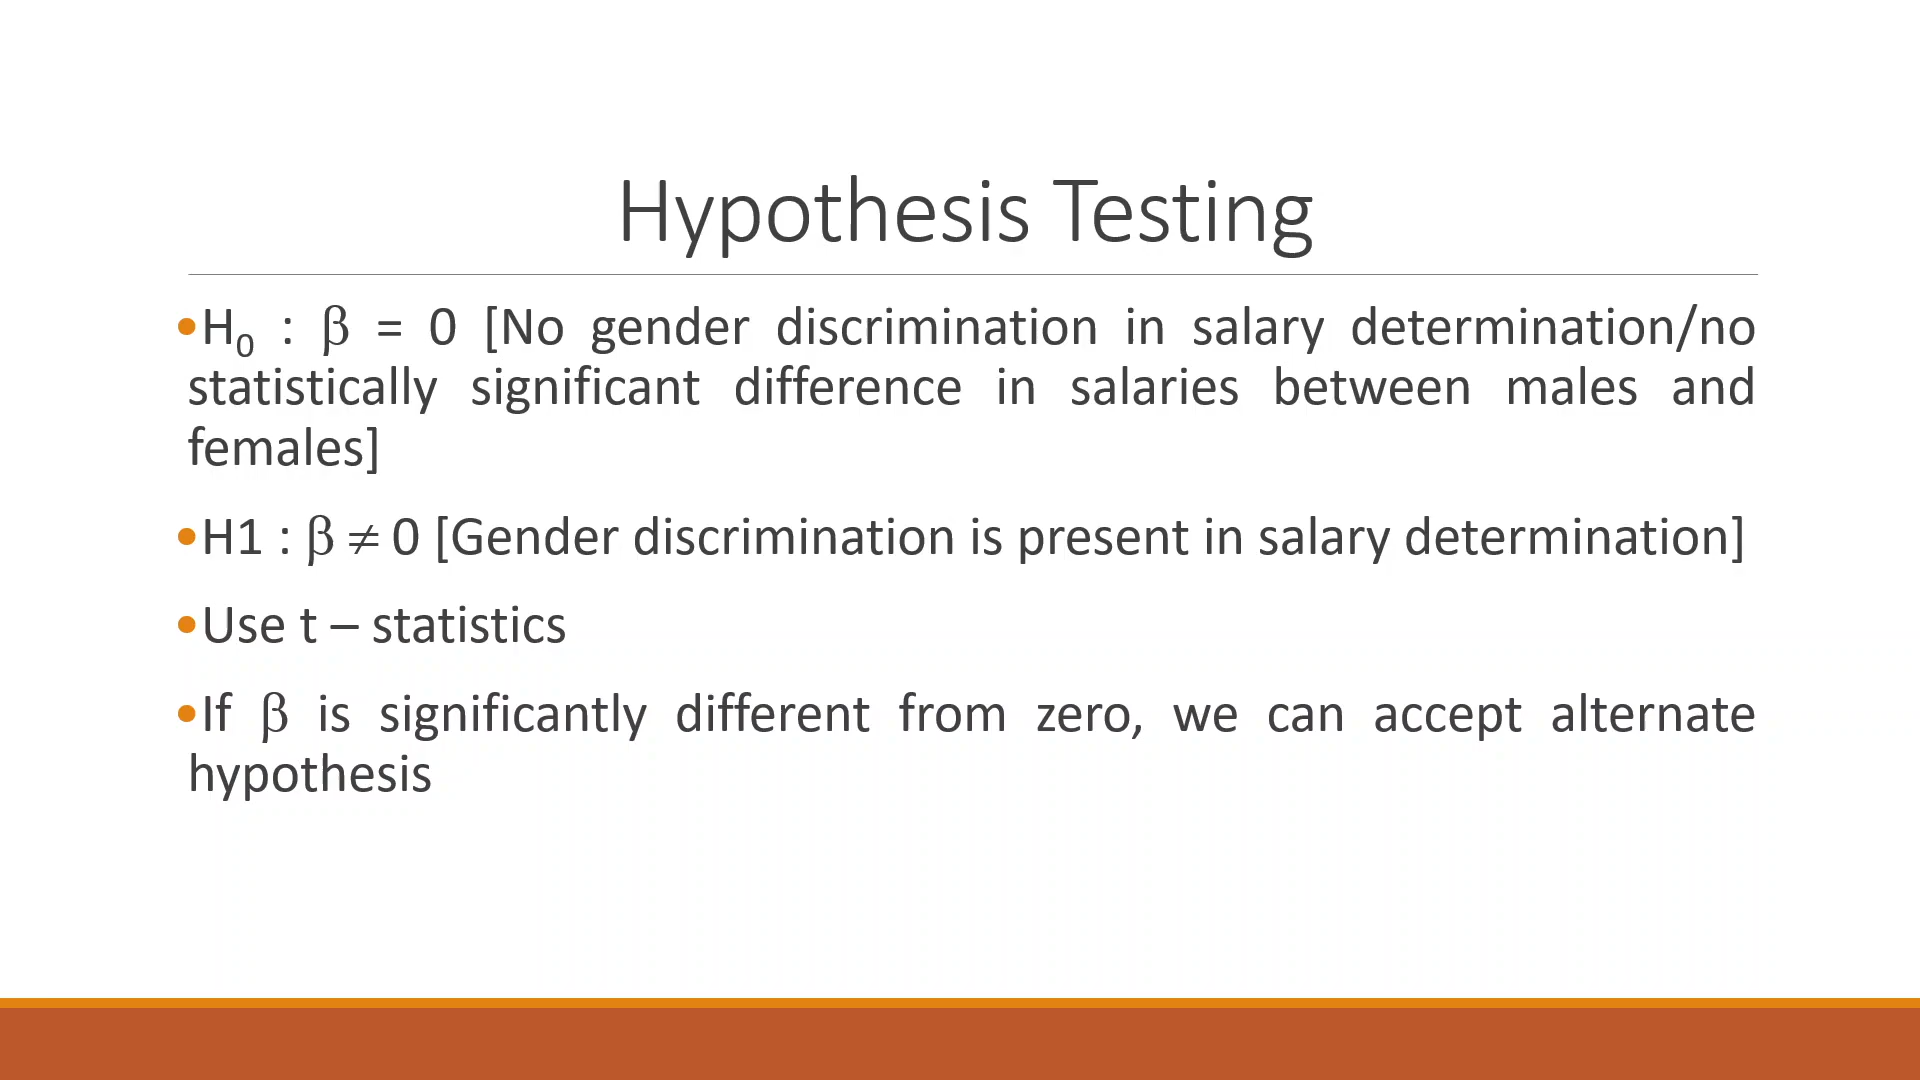 Hypothesis Testing
•H₀ : β = 0 [No gender discrimination in salary determination/no
statistically significant difference in salaries between males and
females]
•H1 : β ≠ 0 [Gender discrimination is present in salary determination]
•Use t – statistics
•If β is significantly different from zero, we can accept alternate
hypothesis